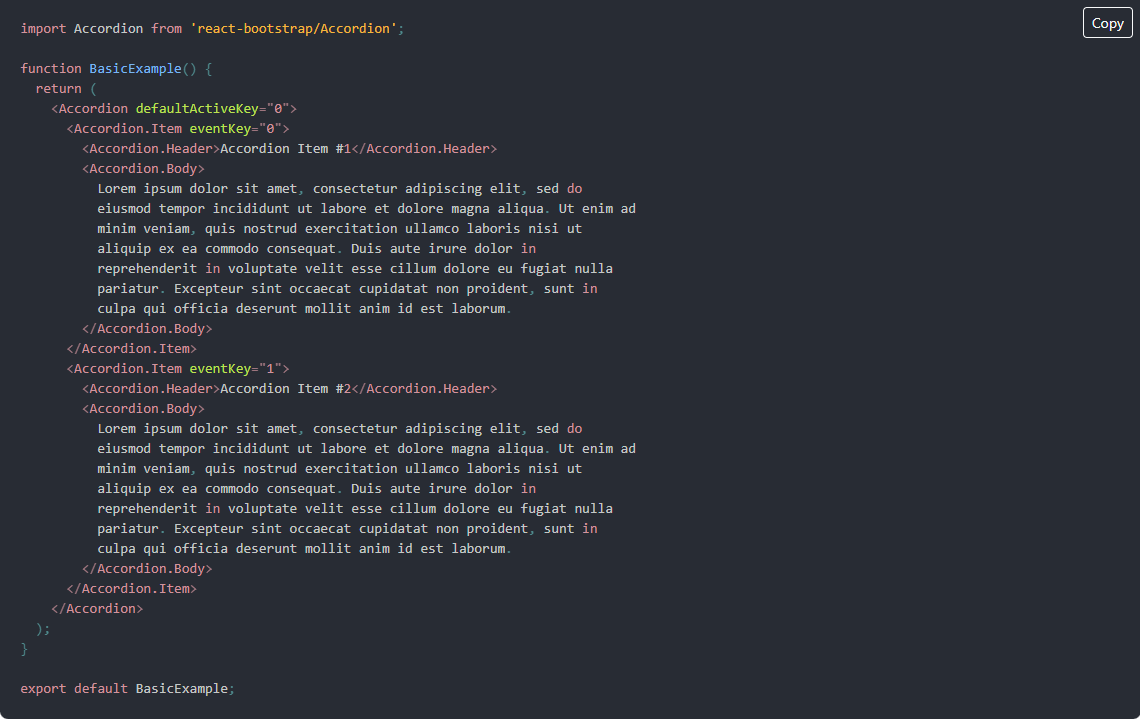 Copy
import Accordion from 'react-bootstrap/Accordion';
function BasicExample() {
  return (
    <Accordion defaultActiveKey="0">
      <Accordion.Item eventKey="0">
        <Accordion.Header>Accordion Item #1</Accordion.Header>
        <Accordion.Body>
          Lorem ipsum dolor sit amet, consectetur adipiscing elit, sed do
          eiusmod tempor incididunt ut labore et dolore magna aliqua. Ut enim ad
          minim veniam, quis nostrud exercitation ullamco laboris nisi ut
          aliquip ex ea commodo consequat. Duis aute irure dolor in
          reprehenderit in voluptate velit esse cillum dolore eu fugiat nulla
          pariatur. Excepteur sint occaecat cupidatat non proident, sunt in
          culpa qui officia deserunt mollit anim id est laborum.
        </Accordion.Body>
      </Accordion.Item>
      <Accordion.Item eventKey="1">
        <Accordion.Header>Accordion Item #2</Accordion.Header>
        <Accordion.Body>
          Lorem ipsum dolor sit amet, consectetur adipiscing elit, sed do
          eiusmod tempor incididunt ut labore et dolore magna aliqua. Ut enim ad
          minim veniam, quis nostrud exercitation ullamco laboris nisi ut
          aliquip ex ea commodo consequat. Duis aute irure dolor in
          reprehenderit in voluptate velit esse cillum dolore eu fugiat nulla
          pariatur. Excepteur sint occaecat cupidatat non proident, sunt in
          culpa qui officia deserunt mollit anim id est laborum.
        </Accordion.Body>
      </Accordion.Item>
    </Accordion>
  );
}
export default BasicExample;